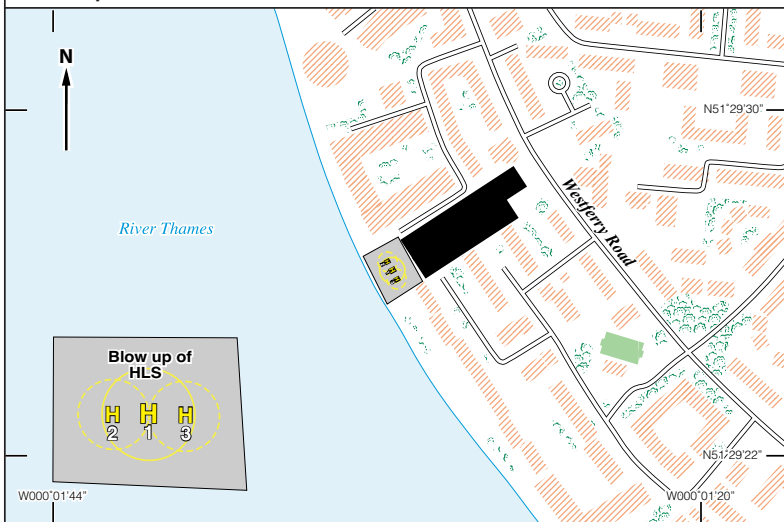 N
N51°29'30"
Westferry Road
River Thames
H
H
H
Blow up of
HLS
H H H
2 1 3
N51°29'22"
W000°01'44"
W000°01'20"